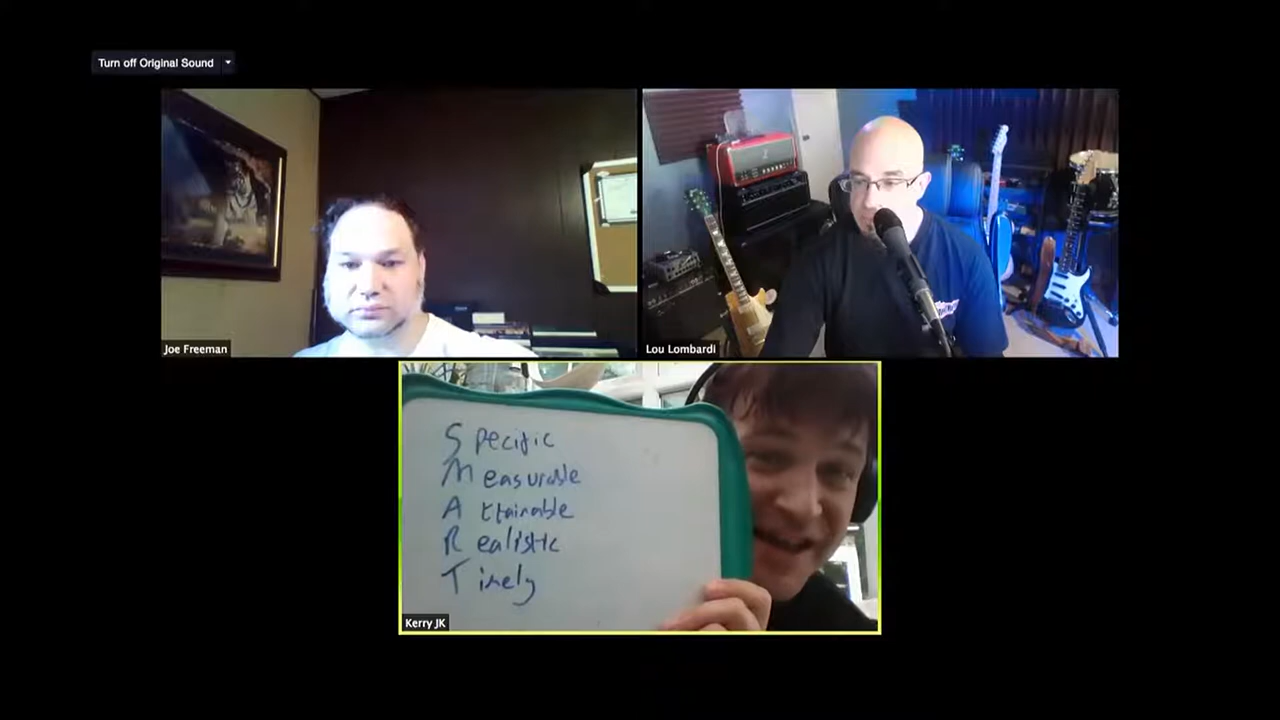 Turn off Original Sound
Joe Freeman
Lou Lombardi
Specific
Measurable
Attainable
Realistic
Timely
Kerry JK